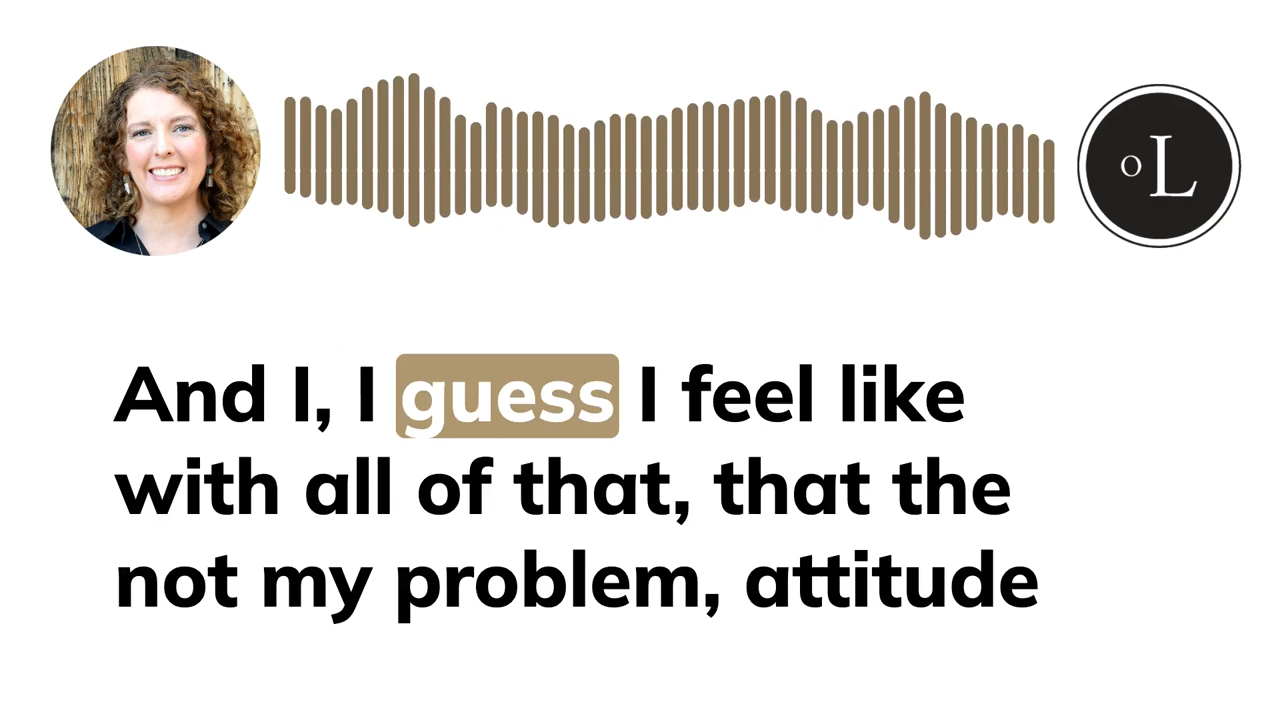 oL
And I, I guess I feel like
with all of that, that the
not my problem, attitude